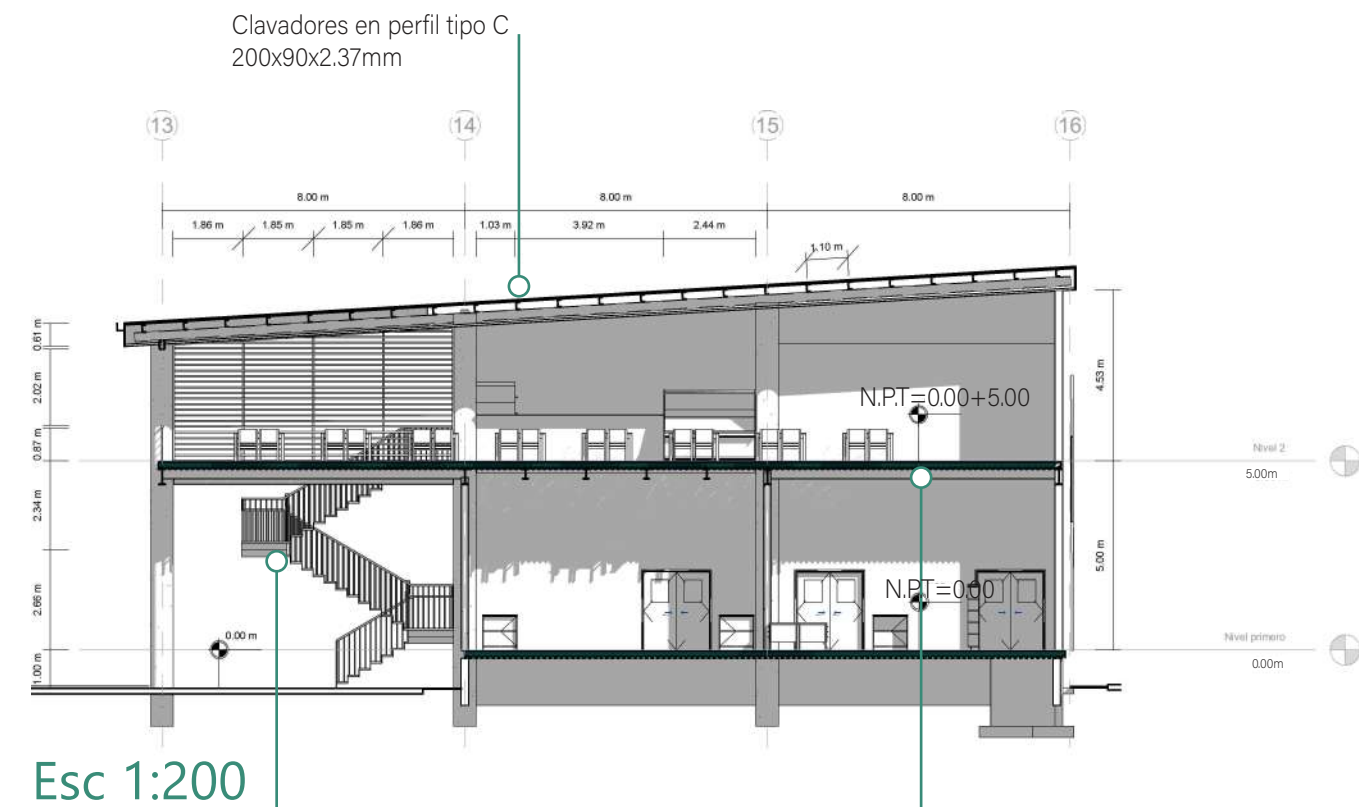 Clavadores en perfil tipo C
200x90x2.37mm
13 14 15 16
8.00 m 8.00 m 8.00 m
1.86 m 1.85 m 1.85 m 1.86 m 1.03 m 3.92 m 2.44 m
1.10 m
0.61 m
2.02 m
0.87 m
2.34 m
2.66 m
1.00 m
4.53 m
5.00 m
N.P.T=0.00+5.00
Nivel 2
5.00m
N.P.T=0.00
0.00 m
Nivel primero
0.00m
Esc 1:200